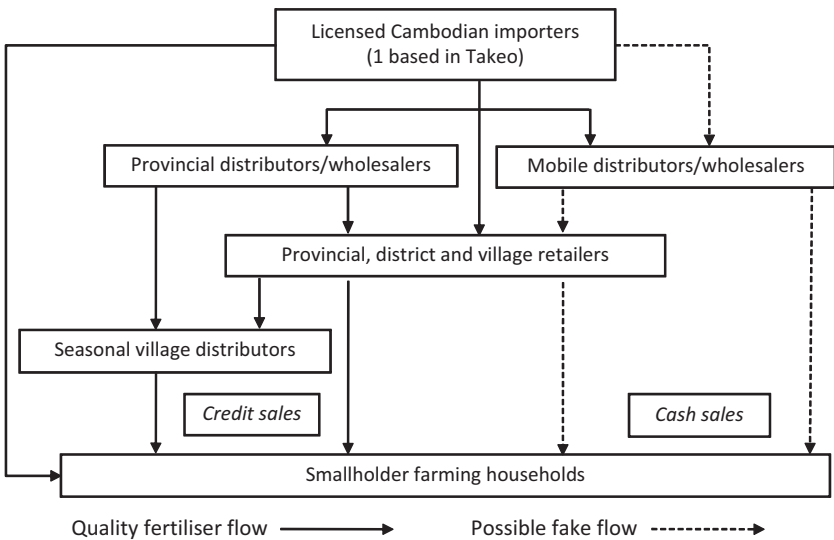 Licensed Cambodian importers
(1 based in Takeo)
Provincial distributors/wholesalers
Mobile distributors/wholesalers
Provincial, district and village retailers
Seasonal village distributors
Credit sales
Cash sales
Smallholder farming households
Quality fertiliser flow
Possible fake flow